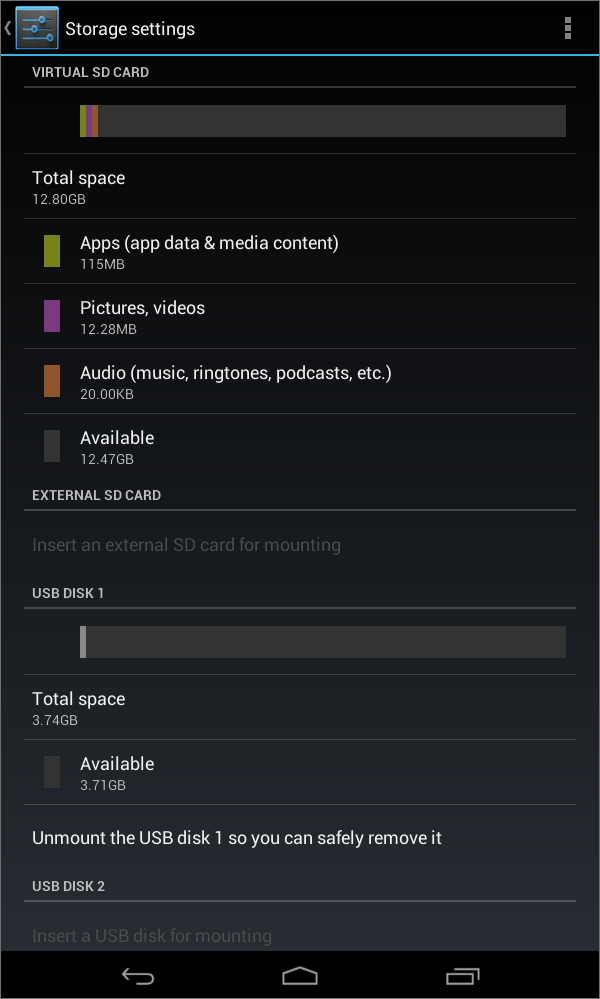 Storage settings
VIRTUAL SD CARD
Total space
12.80GB
Apps (app data & media content)
115MB
Pictures, videos
12.28MB
Audio (music, ringtones, podcasts, etc.)
20.00KB
Available
12.47GB
EXTERNAL SD CARD
Insert an external SD card for mounting
USB DISK 1
Total space
3.74GB
Available
3.71GB
Unmount the USB disk 1 so you can safely remove it
USB DISK 2
Insert a USB disk for mounting